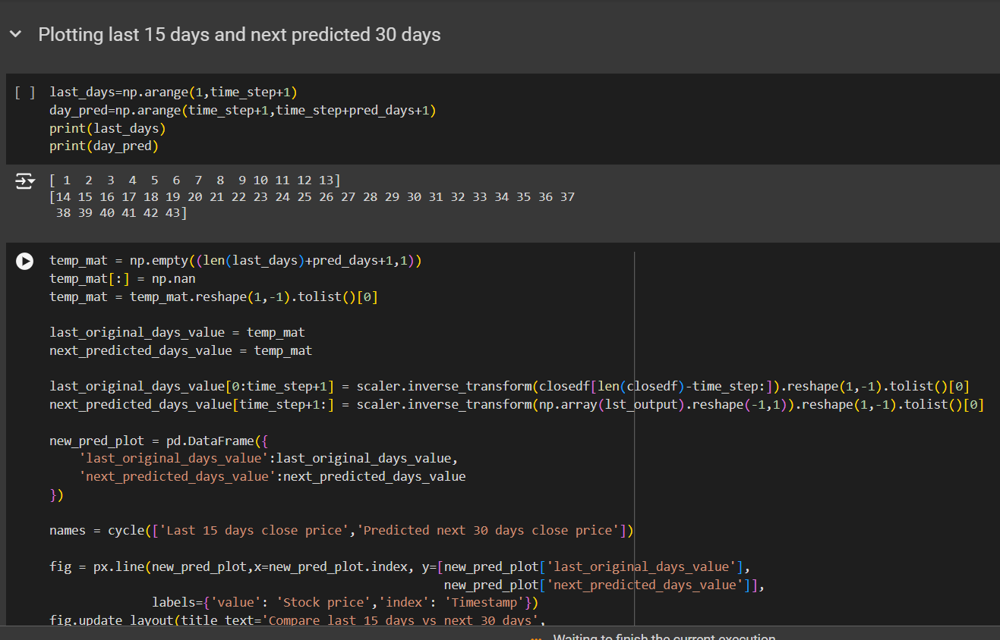 Plotting last 15 days and next predicted 30 days
[ ] last_days=np.arange(1,time_step+1)
day_pred=np.arange(time_step+1,time_step+pred_days+1)
print(last_days)
print(day_pred)
[ 1  2  3  4  5  6  7  8  9 10 11 12 13]
[14 15 16 17 18 19 20 21 22 23 24 25 26 27 28 29 30 31 32 33 34 35 36 37
 38 39 40 41 42 43]
temp_mat = np.empty((len(last_days)+pred_days+1,1))
temp_mat[:] = np.nan
temp_mat = temp_mat.reshape(1,-1).tolist()[0]
last_original_days_value = temp_mat
next_predicted_days_value = temp_mat
last_original_days_value[0:time_step+1] = scaler.inverse_transform(closedf[len(closedf)-time_step:]).reshape(1,-1).tolist()[0]
next_predicted_days_value[time_step+1:] = scaler.inverse_transform(np.array(lst_output).reshape(-1,1)).reshape(1,-1).tolist()[0]
new_pred_plot = pd.DataFrame({
    'last_original_days_value':last_original_days_value,
    'next_predicted_days_value':next_predicted_days_value
})
names = cycle(['Last 15 days close price','Predicted next 30 days close price'])
fig = px.line(new_pred_plot,x=new_pred_plot.index, y=[new_pred_plot['last_original_days_value'],
                                                      new_pred_plot['next_predicted_days_value']],
              labels={'value': 'Stock price','index': 'Timestamp'})
fig.update_layout(title_text='Compare last 15 days vs next 30 days',
Waiting to finish the current execution